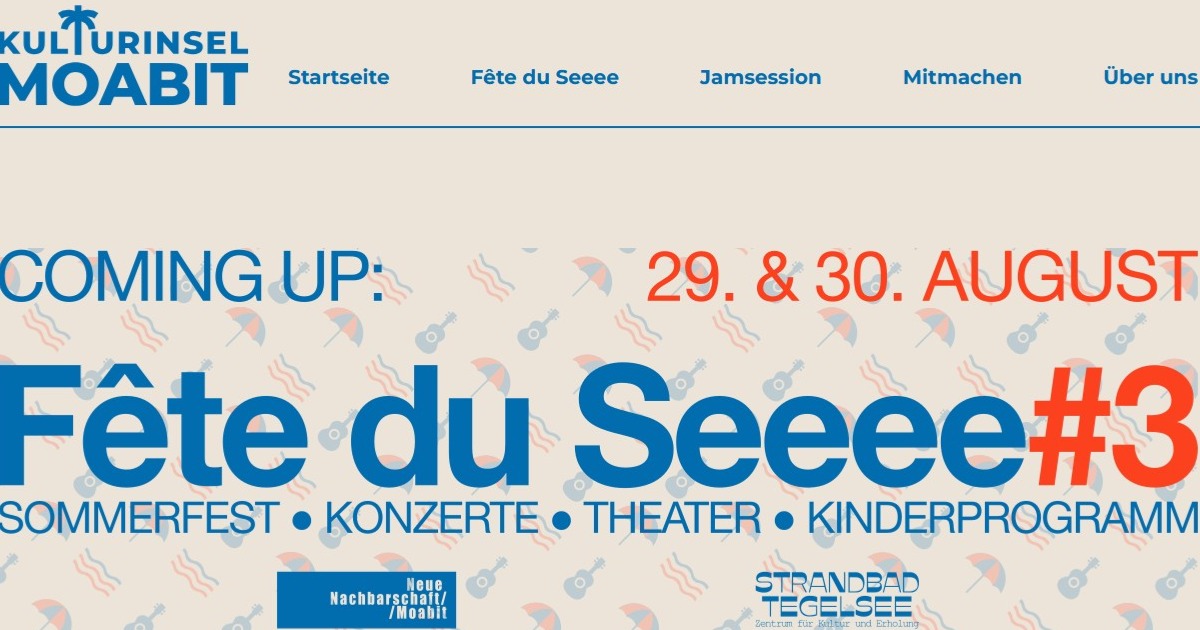 KULTURINSEL
MOABIT
Startseite Fête du Seeee Jamsession Mitmachen Über uns
COMING UP: 29. & 30. AUGUST
Fête du Seeee#3
SOMMERFEST ● KONZERTE ● THEATER ● KINDERPROGRAMM
Neue
Nachbarschaft/
/Moabit
STRANDBAD
TEGELSEE
Zentrum für Kultur und Erholung